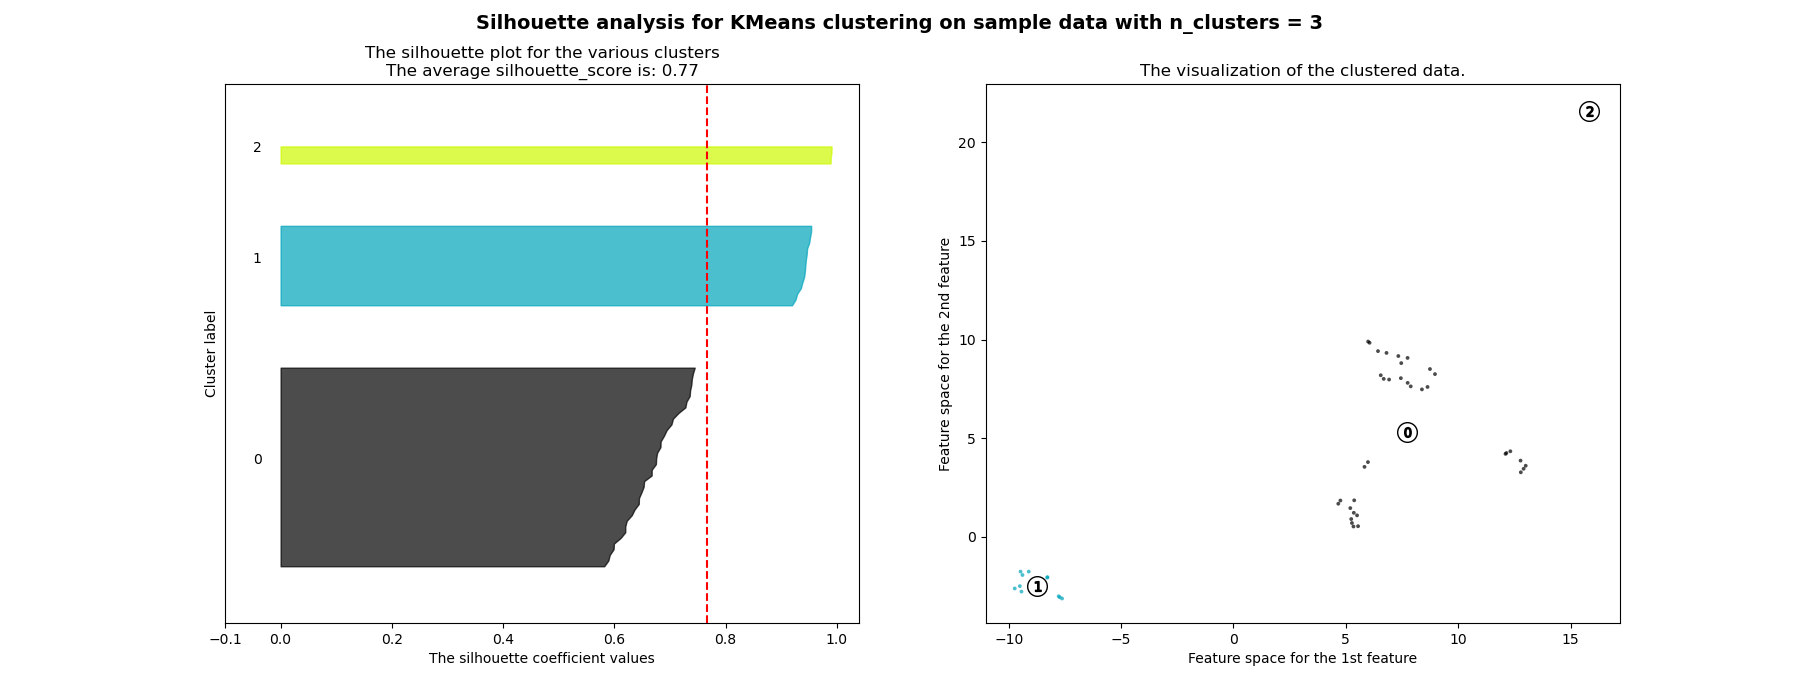 Silhouette analysis for KMeans clustering on sample data with n_clusters = 3
The silhouette plot for the various clusters
The average silhouette_score is: 0.77
2
1
0
Cluster label
−0.1 0.0 0.2 0.4 0.6 0.8 1.0
The silhouette coefficient values
The visualization of the clustered data.
20
15
10
5
0
Feature space for the 2nd feature
2
0
1
−10 −5 0 5 10 15
Feature space for the 1st feature